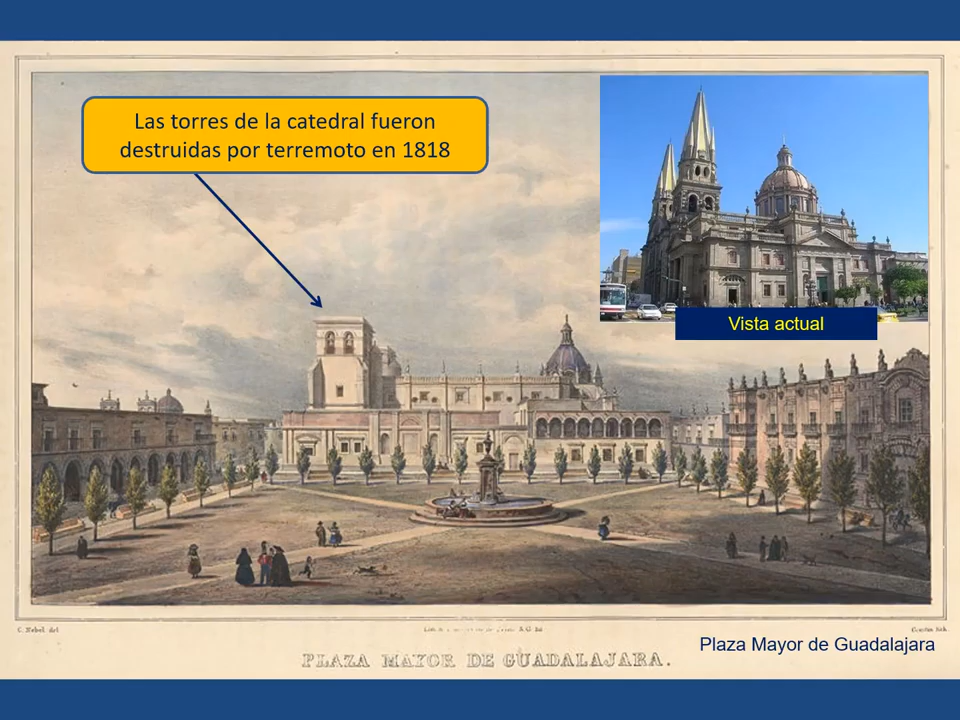 Las torres de la catedral fueron
destruidas por terremoto en 1818
Vista actual
C. Nebel del
PLAZA MAYOR DE GUADALAJARA.
Plaza Mayor de Guadalajara